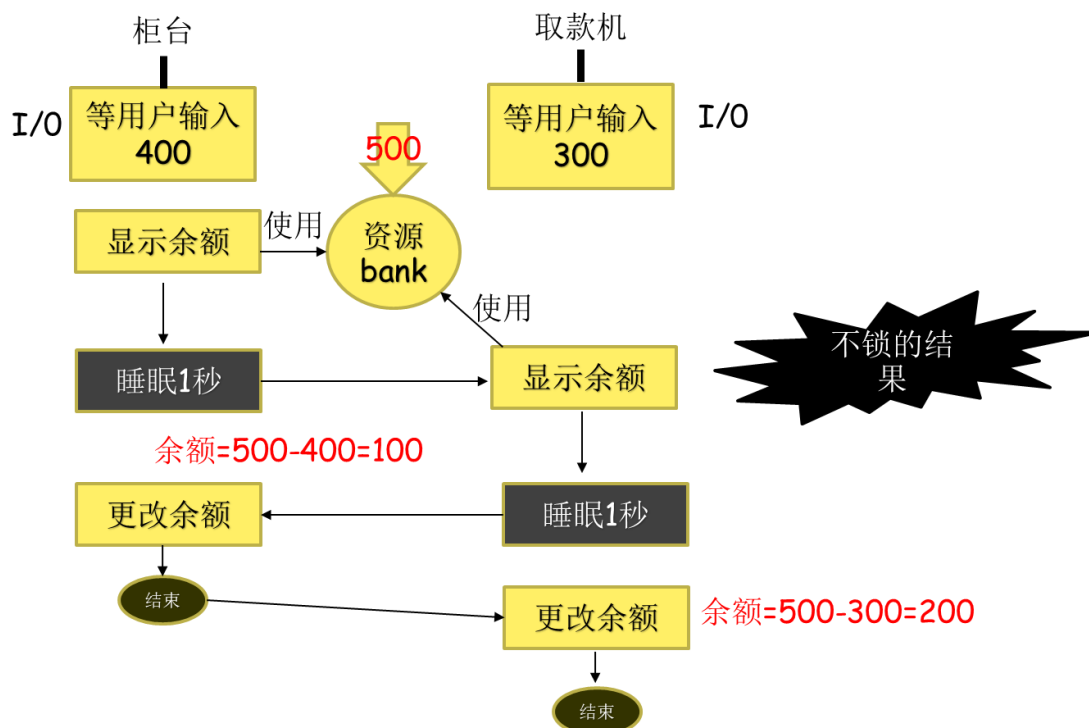 柜台
取款机
I/O
等用户输入
400
等用户输入
300
I/O
500
显示余额
使用
资源
bank
使用
不锁的结
果
睡眠1秒
显示余额
余额=500-400=100
更改余额
睡眠1秒
结束
更改余额
余额=500-300=200
结束